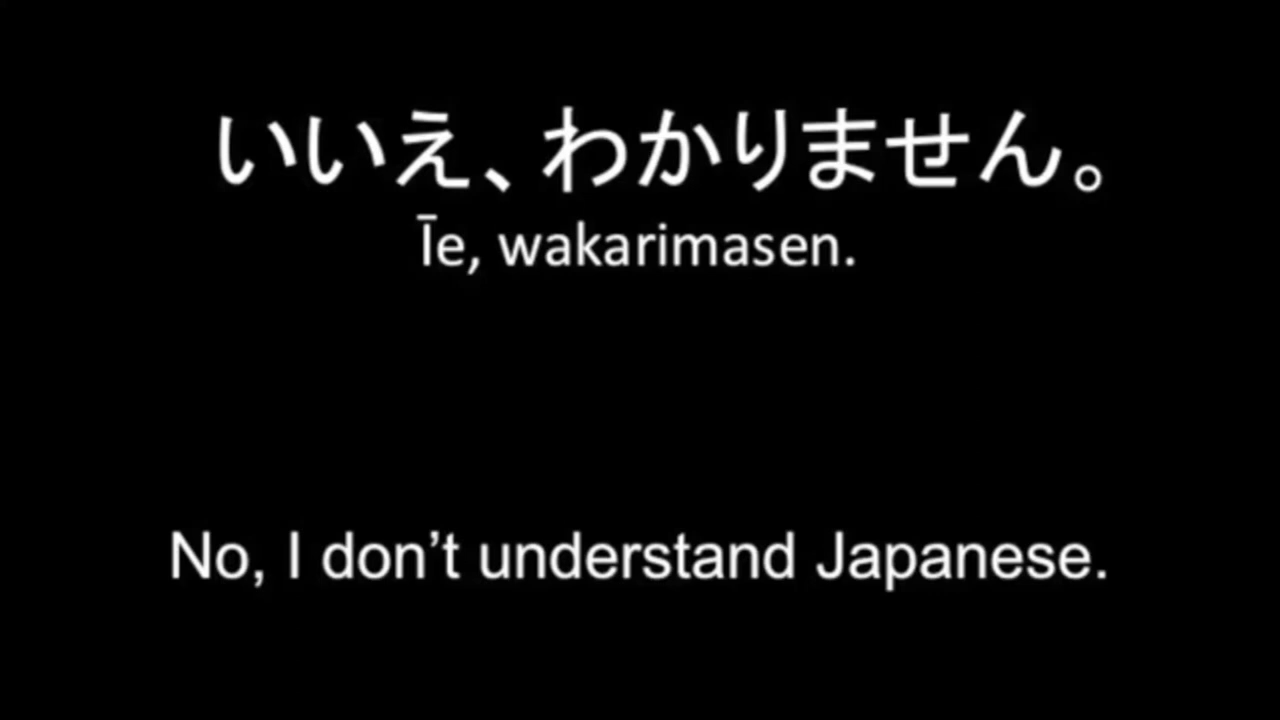 いいえ、わかりません。
Īe, wakarimasen.
No, I don’t understand Japanese.